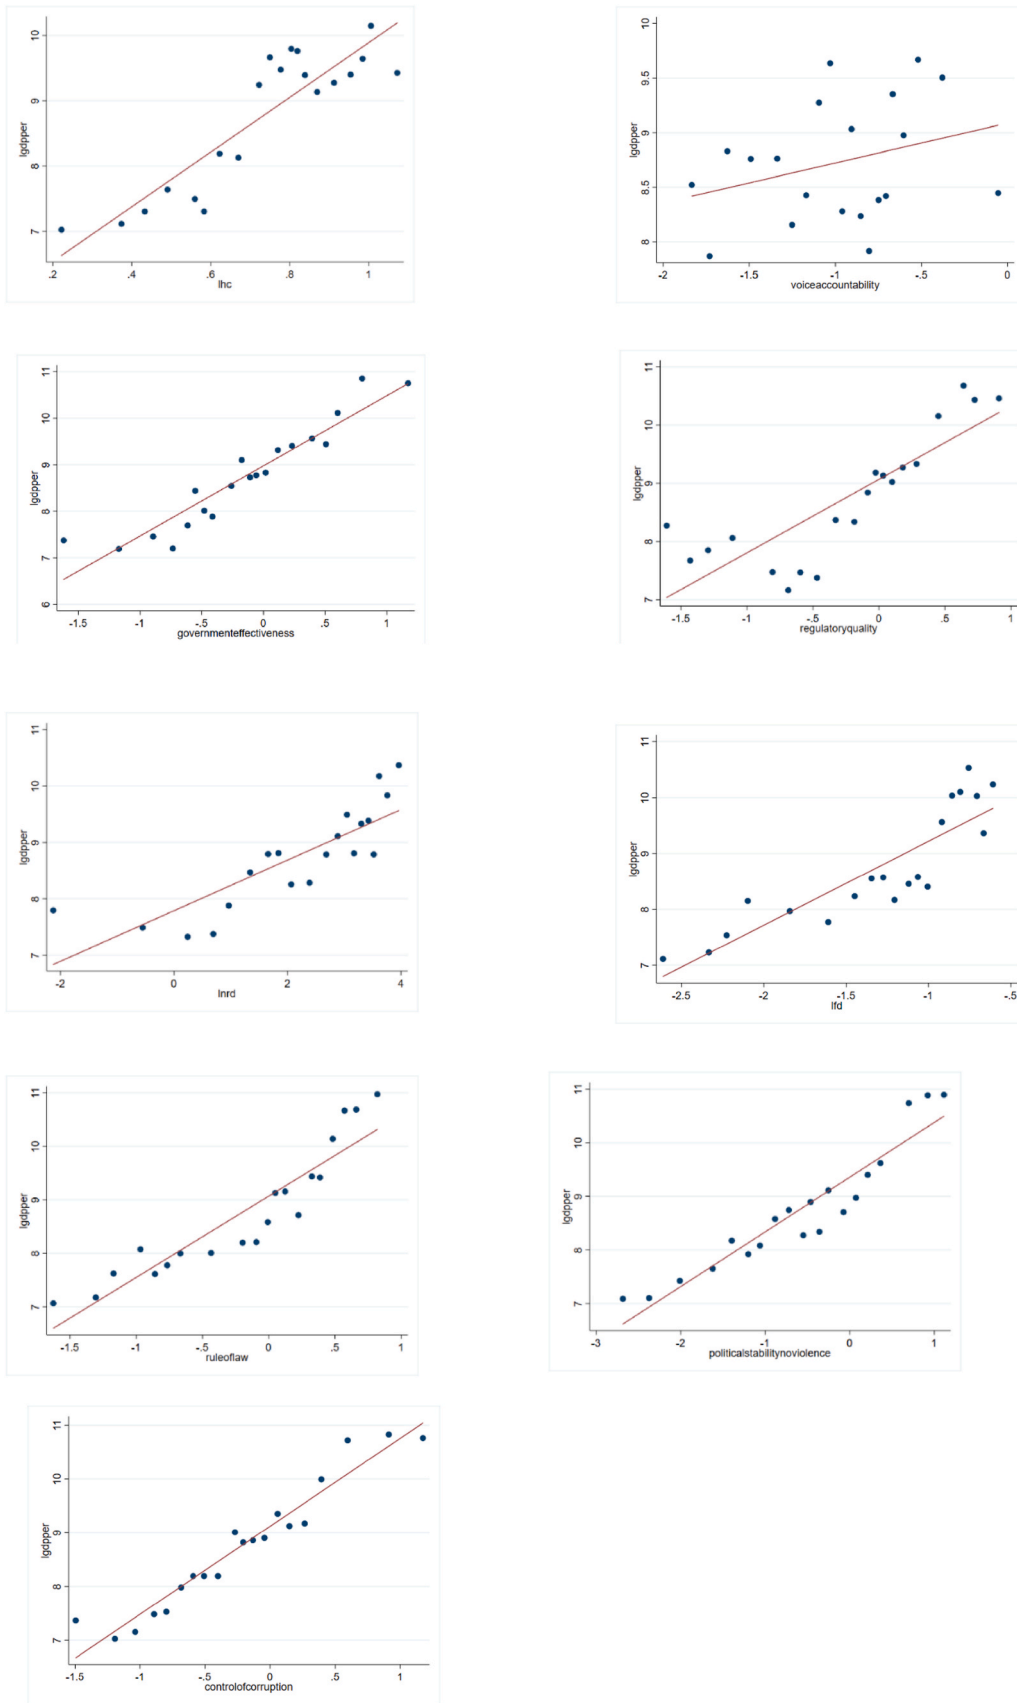 lgdpper
10
9
8
7
.2 .4 .6 .8 1
lhc
lgdpper
10
9.5
9
8.5
8
-2 -1.5 -1 -.5 0
voiceaccountability
lgdpper
11
10
9
8
7
6
-1.5 -1 -.5 0 .5 1
governmenteffectiveness
lgdpper
11
10
9
8
7
-1.5 -1 -.5 0 .5 1
regulatoryquality
lgdpper
11
10
9
8
7
-2 0 2 4
lnrd
lgdpper
11
10
9
8
7
-2.5 -2 -1.5 -1 -.5
lfd
lgdpper
11
10
9
8
7
-1.5 -1 -.5 0 .5 1
ruleoflaw
lgdpper
11
10
9
8
7
-3 -2 -1 0 1
politicalstabilitynoviolence
lgdpper
11
10
9
8
7
-1.5 -1 -.5 0 .5 1
controlofcorruption